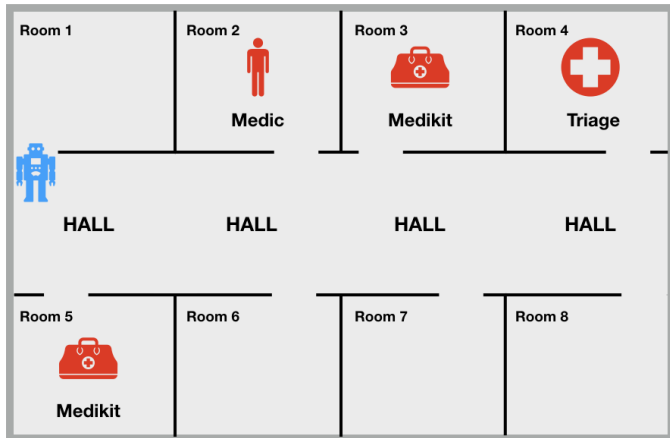 Room 1
Room 2
Room 3
Room 4
Medic
Medikit
Triage
HALL
HALL
HALL
HALL
Room 5
Room 6
Room 7
Room 8
Medikit